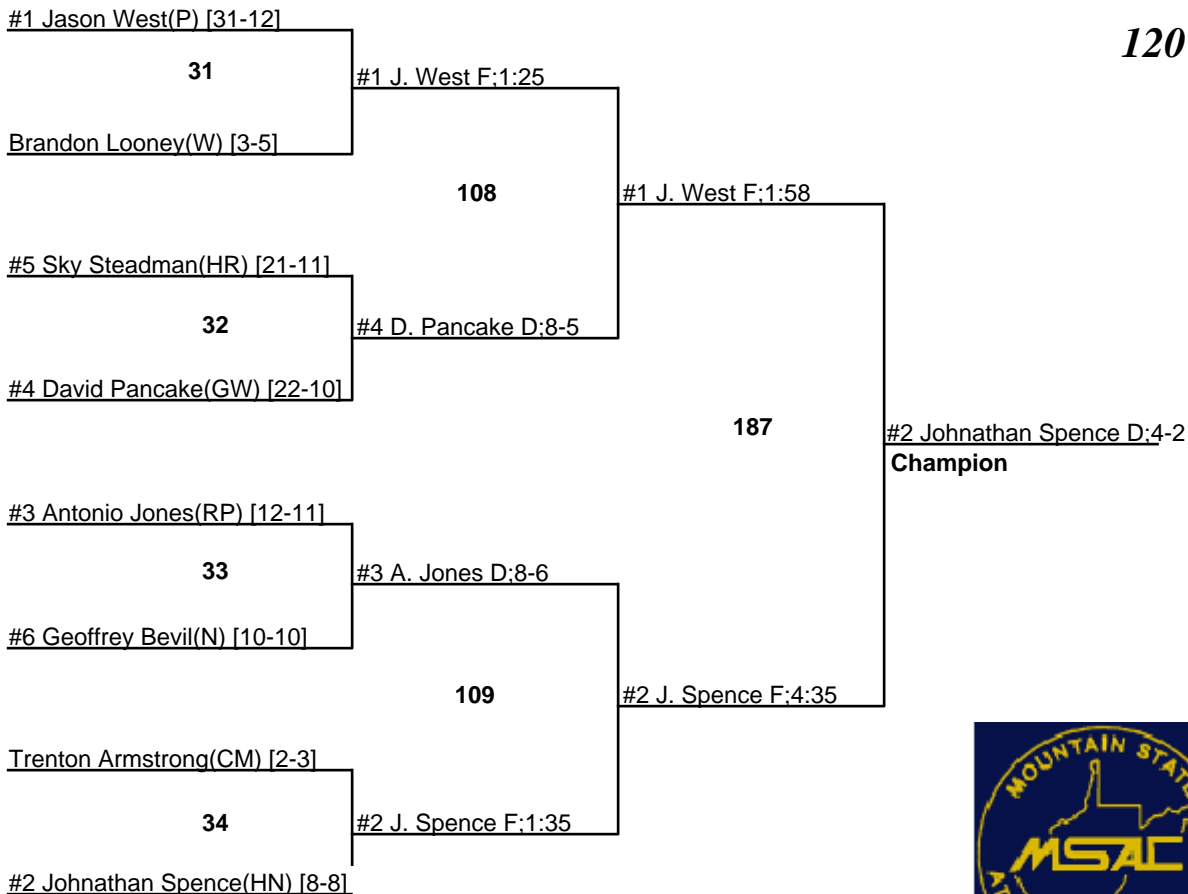 #1 Jason West(P) [31-12]
120
31
#1 J. West F;1:25
Brandon Looney(W) [3-5]
108
#1 J. West F;1:58
#5 Sky Steadman(HR) [21-11]
32
#4 D. Pancake D;8-5
#4 David Pancake(GW) [22-10]
187
#2 Johnathan Spence D;4-2
Champion
#3 Antonio Jones(RP) [12-11]
33
#3 A. Jones D;8-6
#6 Geoffrey Bevil(N) [10-10]
109
#2 J. Spence F;4:35
Trenton Armstrong(CM) [2-3]
34
#2 J. Spence F;1:35
#2 Johnathan Spence(HN) [8-8]
MOUNTAIN STATE
MSAC